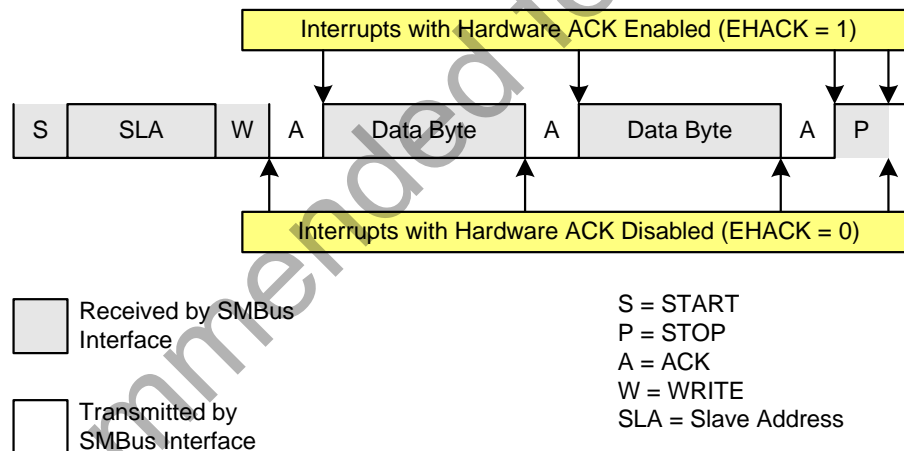 Interrupts with Hardware ACK Enabled (EHACK = 1)
S SLA W A Data Byte A Data Byte A P
Interrupts with Hardware ACK Disabled (EHACK = 0)
Received by SMBus
Interface
Transmitted by
SMBus Interface
S = START
P = STOP
A = ACK
W = WRITE
SLA = Slave Address